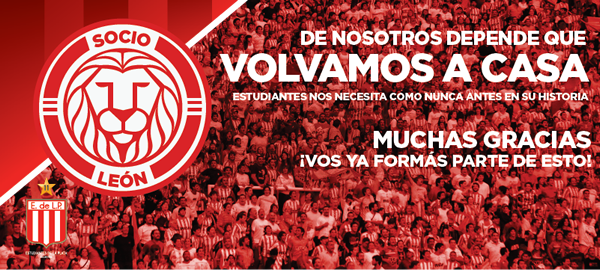 SOCIO
LEÓN
E. de L.P.
DE NOSOTROS DEPENDE QUE
VOLVAMOS A CASA
ESTUDIANTES NOS NECESITA COMO NUNCA ANTES EN SU HISTORIA
MUCHAS GRACIAS
¡VOS YA FORMÁS PARTE DE ESTO!